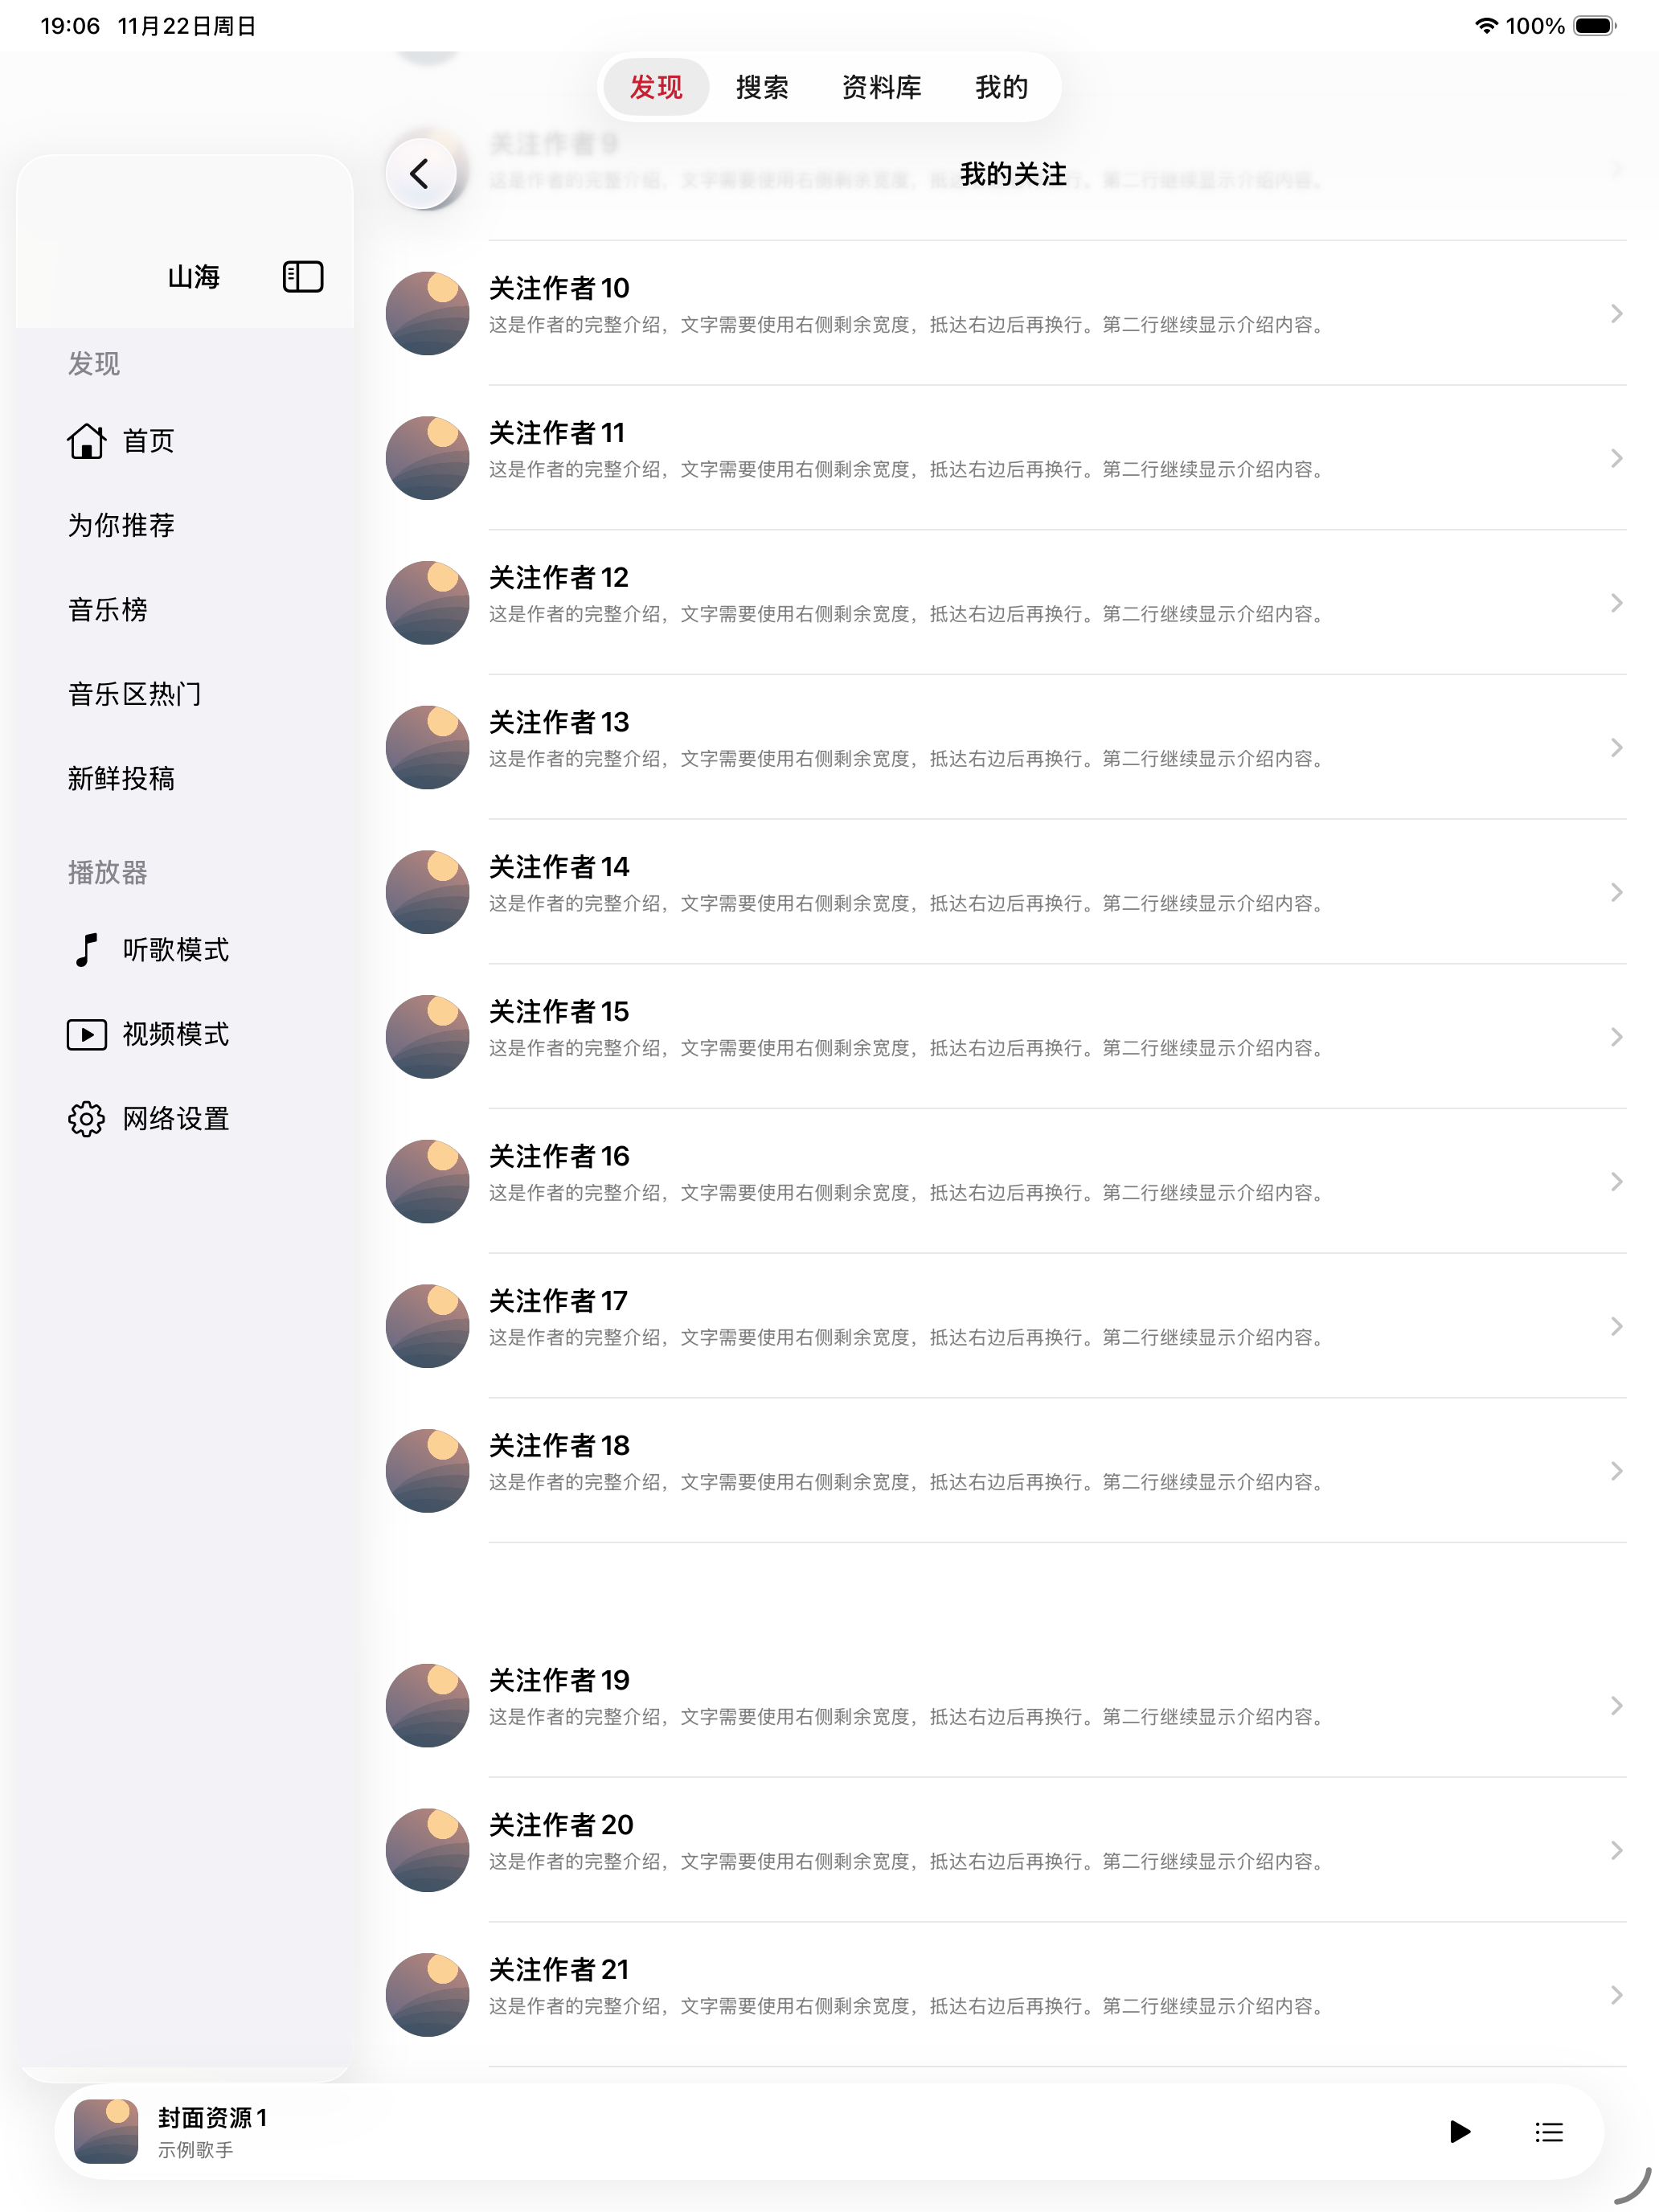 19:06 11月22日周日
100%
发现 搜索 资料库 我的
我的关注
关注作者 9
山海
发现
首页
为你推荐
音乐榜
音乐区热门
新鲜投稿
播放器
听歌模式
视频模式
网络设置
关注作者 10
这是作者的完整介绍，文字需要使用右侧剩余宽度，抵达右边后再换行。第二行继续显示介绍内容。
关注作者 11
这是作者的完整介绍，文字需要使用右侧剩余宽度，抵达右边后再换行。第二行继续显示介绍内容。
关注作者 12
这是作者的完整介绍，文字需要使用右侧剩余宽度，抵达右边后再换行。第二行继续显示介绍内容。
关注作者 13
这是作者的完整介绍，文字需要使用右侧剩余宽度，抵达右边后再换行。第二行继续显示介绍内容。
关注作者 14
这是作者的完整介绍，文字需要使用右侧剩余宽度，抵达右边后再换行。第二行继续显示介绍内容。
关注作者 15
这是作者的完整介绍，文字需要使用右侧剩余宽度，抵达右边后再换行。第二行继续显示介绍内容。
关注作者 16
这是作者的完整介绍，文字需要使用右侧剩余宽度，抵达右边后再换行。第二行继续显示介绍内容。
关注作者 17
这是作者的完整介绍，文字需要使用右侧剩余宽度，抵达右边后再换行。第二行继续显示介绍内容。
关注作者 18
这是作者的完整介绍，文字需要使用右侧剩余宽度，抵达右边后再换行。第二行继续显示介绍内容。
关注作者 19
这是作者的完整介绍，文字需要使用右侧剩余宽度，抵达右边后再换行。第二行继续显示介绍内容。
关注作者 20
这是作者的完整介绍，文字需要使用右侧剩余宽度，抵达右边后再换行。第二行继续显示介绍内容。
关注作者 21
这是作者的完整介绍，文字需要使用右侧剩余宽度，抵达右边后再换行。第二行继续显示介绍内容。
封面资源 1
示例歌手